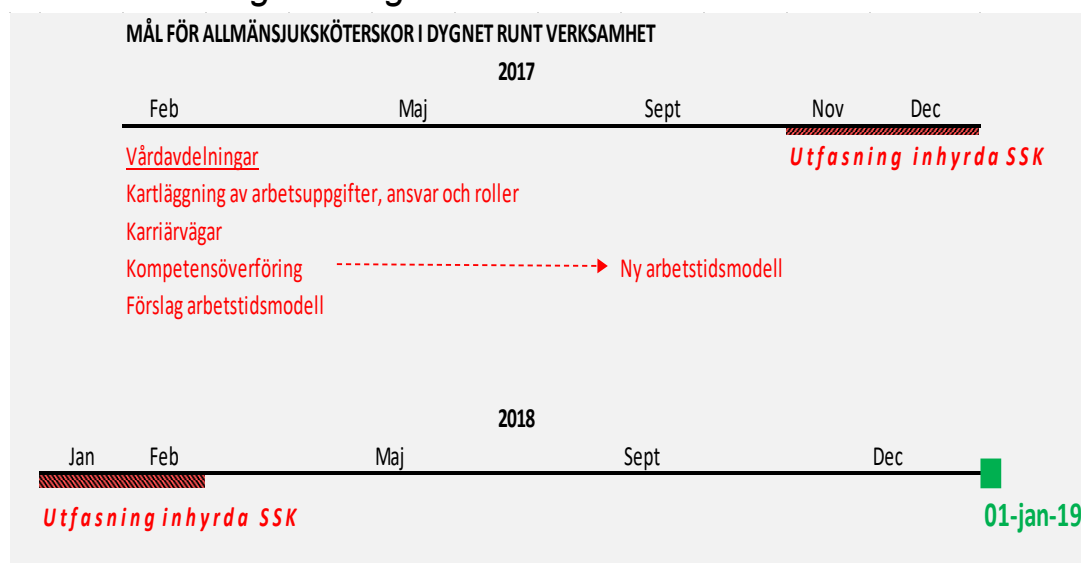 MÅL FÖR ALLMÄNSJUKSKÖTERSKOR I DYGNET RUNT VERKSAMHET
2017
Feb Maj Sept Nov Dec
Vårdavdelningar Utfasning inhyrda SSK
Kartläggning av arbetsuppgifter, ansvar och roller
Karriärvägar
Kompetensöverföring Ny arbetstidsmodell
Förslag arbetstidsmodell
2018
Jan Feb Maj Sept Dec
Utfasning inhyrda SSK 01-jan-19